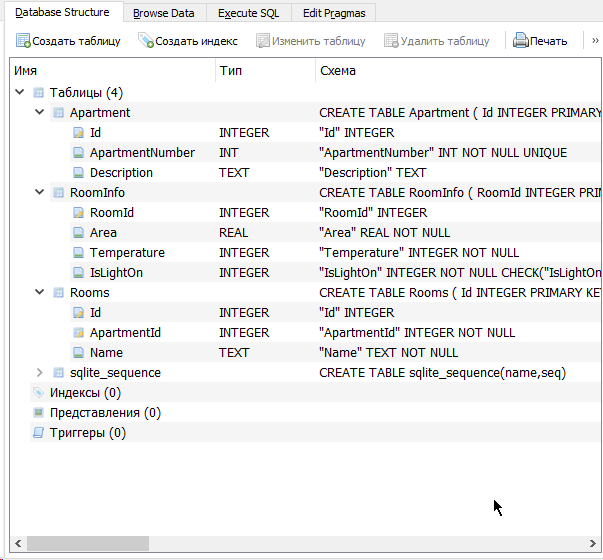 Database Structure Browse Data Execute SQL Edit Pragmas
Создать таблицу Создать индекс Изменить таблицу Удалить таблицу Печать »
Имя Тип Схема
Таблицы (4)
Apartment CREATE TABLE Apartment ( Id INTEGER PRIMARY
Id INTEGER "Id" INTEGER
ApartmentNumber INT "ApartmentNumber" INT NOT NULL UNIQUE
Description TEXT "Description" TEXT
RoomInfo CREATE TABLE RoomInfo ( RoomId INTEGER PRI
RoomId INTEGER "RoomId" INTEGER
Area REAL "Area" REAL NOT NULL
Temperature INTEGER "Temperature" INTEGER NOT NULL
IsLightOn INTEGER "IsLightOn" INTEGER NOT NULL CHECK("IsLightOn
Rooms CREATE TABLE Rooms ( Id INTEGER PRIMARY KE
Id INTEGER "Id" INTEGER
ApartmentId INTEGER "ApartmentId" INTEGER NOT NULL
Name TEXT "Name" TEXT NOT NULL
sqlite_sequence CREATE TABLE sqlite_sequence(name,seq)
Индексы (0)
Представления (0)
Триггеры (0)